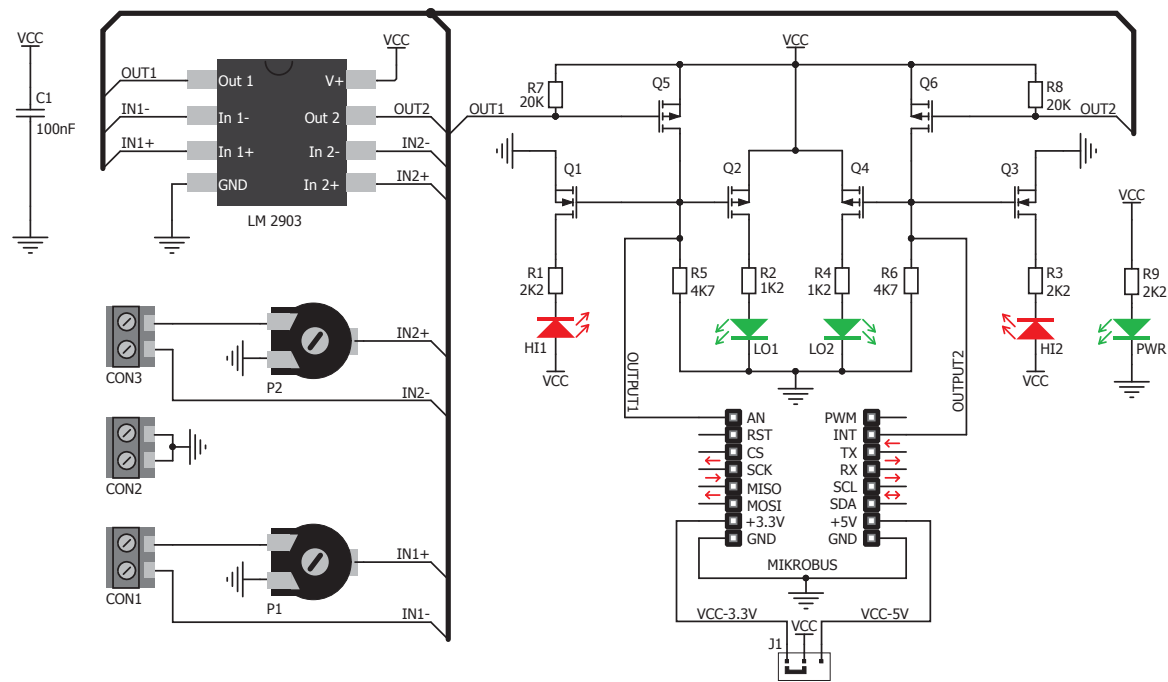 VCC
C1
100nF
OUT1
IN1-
IN1+
Out 1
In 1-
In 1+
GND
V+
Out 2
In 2-
In 2+
LM 2903
VCC
OUT2
IN2-
IN2+
OUT1
R7
20K
Q5
VCC
Q6
R8
20K
OUT2
Q1
Q2
Q4
Q3
VCC
R1
2K2
R5
4K7
R2
1K2
R4
1K2
R6
4K7
R3
2K2
R9
2K2
HI1
VCC
LO1
LO2
HI2
VCC
PWR
OUTPUT1
OUTPUT2
CON3
P2
IN2+
IN2-
CON2
CON1
P1
IN1+
IN1-
AN
RST
CS
SCK
MISO
MOSI
+3.3V
GND
PWM
INT
TX
RX
SCL
SDA
+5V
GND
MIKROBUS
VCC-3.3V
VCC
VCC-5V
J1